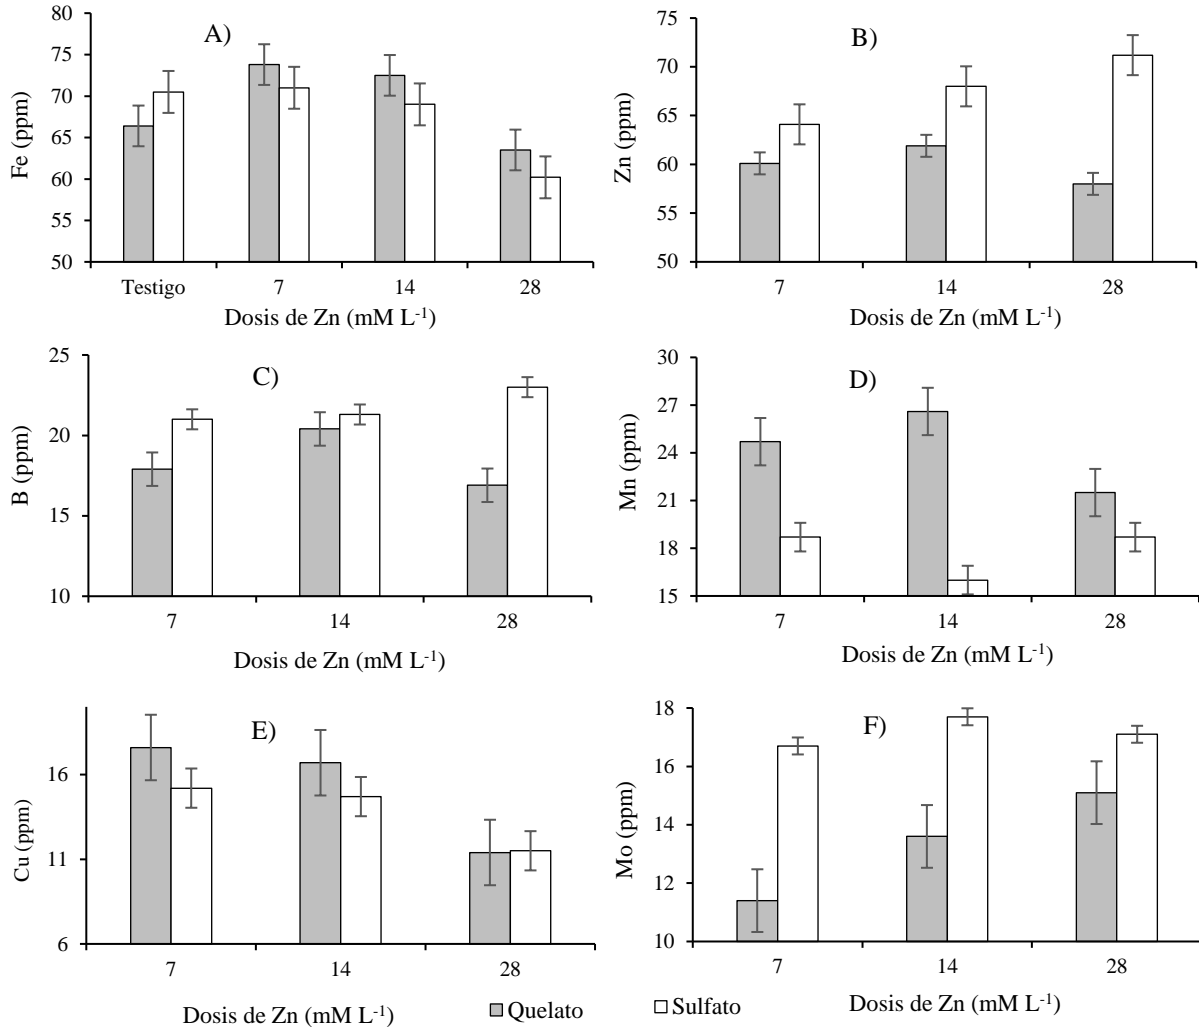 A)
Fe (ppm)
80
75
70
65
60
55
50
Testigo 7 14 28
Dosis de Zn (mM L-1)
B)
Zn (ppm)
75
70
65
60
55
50
7 14 28
Dosis de Zn (mM L-1)
C)
B (ppm)
25
20
15
10
7 14 28
Dosis de Zn (mM L-1)
D)
Mn (ppm)
30
27
24
21
18
15
7 14 28
Dosis de Zn (mM L-1)
E)
Cu (ppm)
16
11
6
7 14 28
Dosis de Zn (mM L-1)
F)
Mo (ppm)
18
16
14
12
10
7 14 28
Dosis de Zn (mM L-1)
Quelato Sulfato